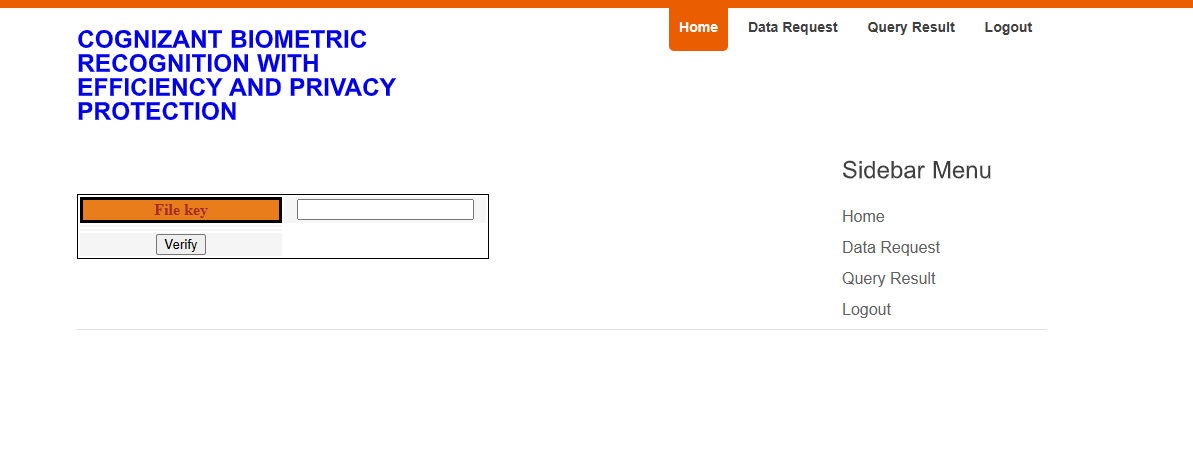 Home Data Request Query Result Logout
COGNIZANT BIOMETRIC
RECOGNITION WITH
EFFICIENCY AND PRIVACY
PROTECTION
Sidebar Menu
File key
Verify
Home
Data Request
Query Result
Logout